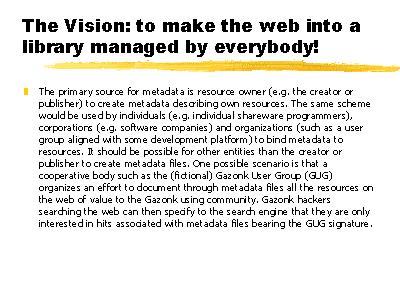 The Vision: to make the web into a
library managed by everybody!
The primary source for metadata is resource owner (e.g. the creator or
publisher) to create metadata describing own resources. The same scheme
would be used by individuals (e.g. individual shareware programmers),
corporations (e.g. software companies) and organizations (such as a user
group aligned with some development platform) to bind metadata to
resources. It should be possible for other entities than the creator or
publisher to create metadata files. One possible scenario is that a
cooperative body such as the (fictional) Gazonk User Group (GUG)
organizes an effort to document through metadata files all the resources on
the web of value to the Gazonk using community. Gazonk hackers
searching the web can then specify to the search engine that they are only
interested in hits associated with metadata files bearing the GUG signature.